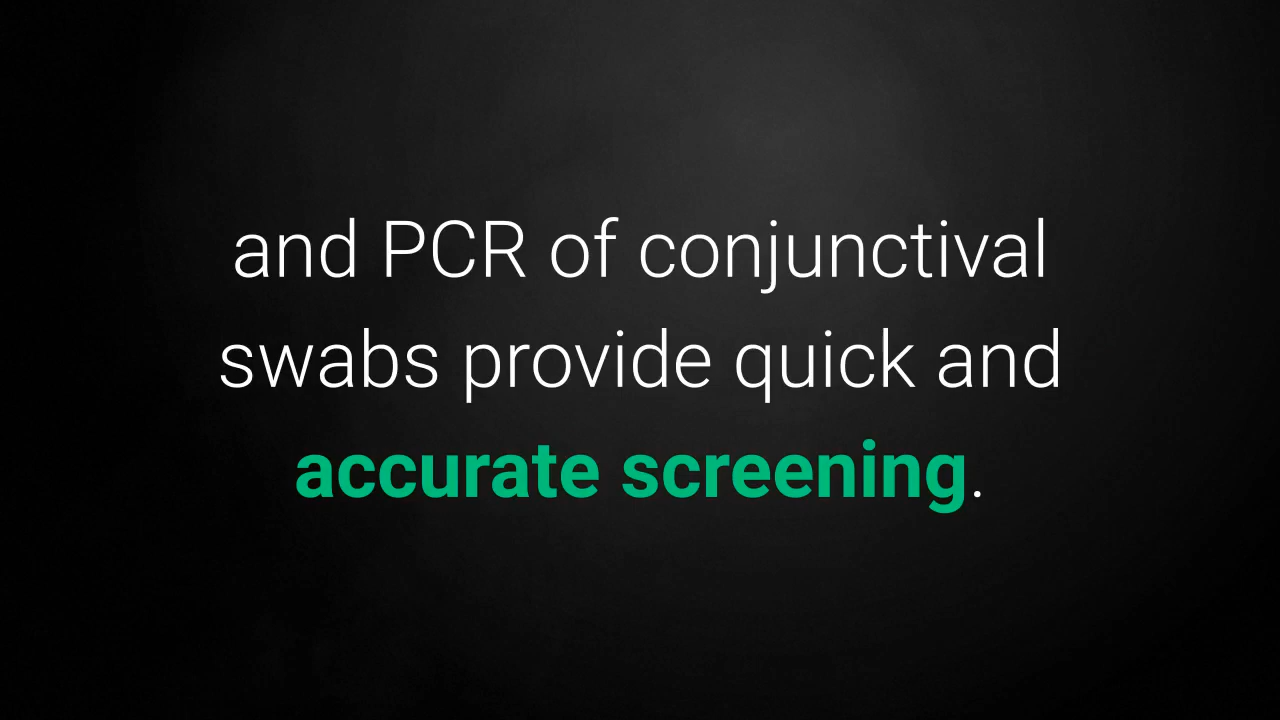 and PCR of conjunctival
swabs provide quick and
accurate screening.